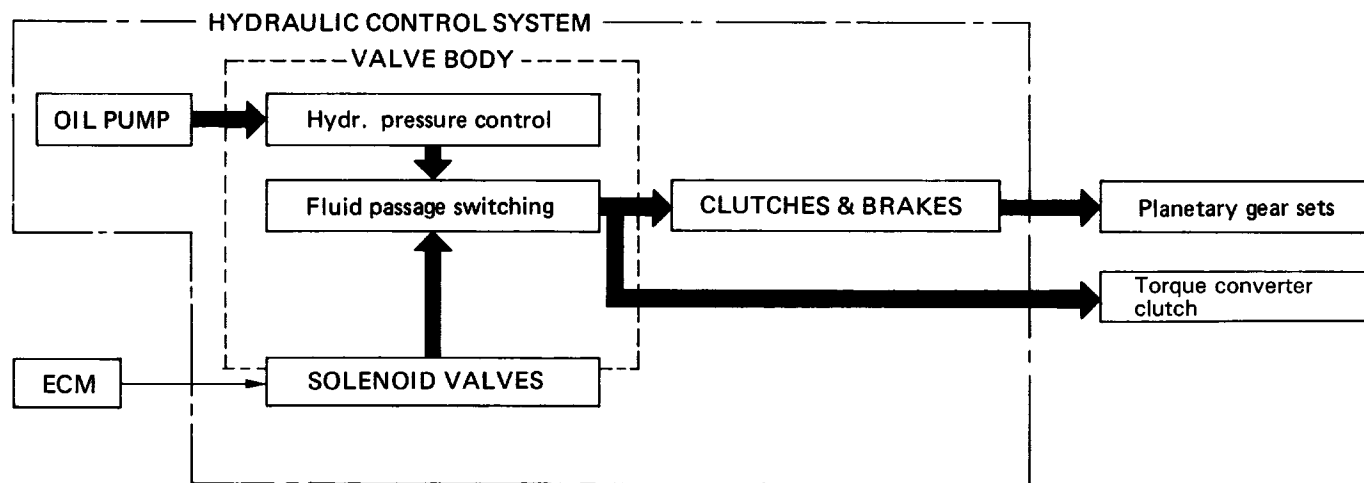 HYDRAULIC CONTROL SYSTEM
VALVE BODY
OIL PUMP
Hydr. pressure control
Fluid passage switching
CLUTCHES & BRAKES
Planetary gear sets
Torque converter
clutch
ECM
SOLENOID VALVES